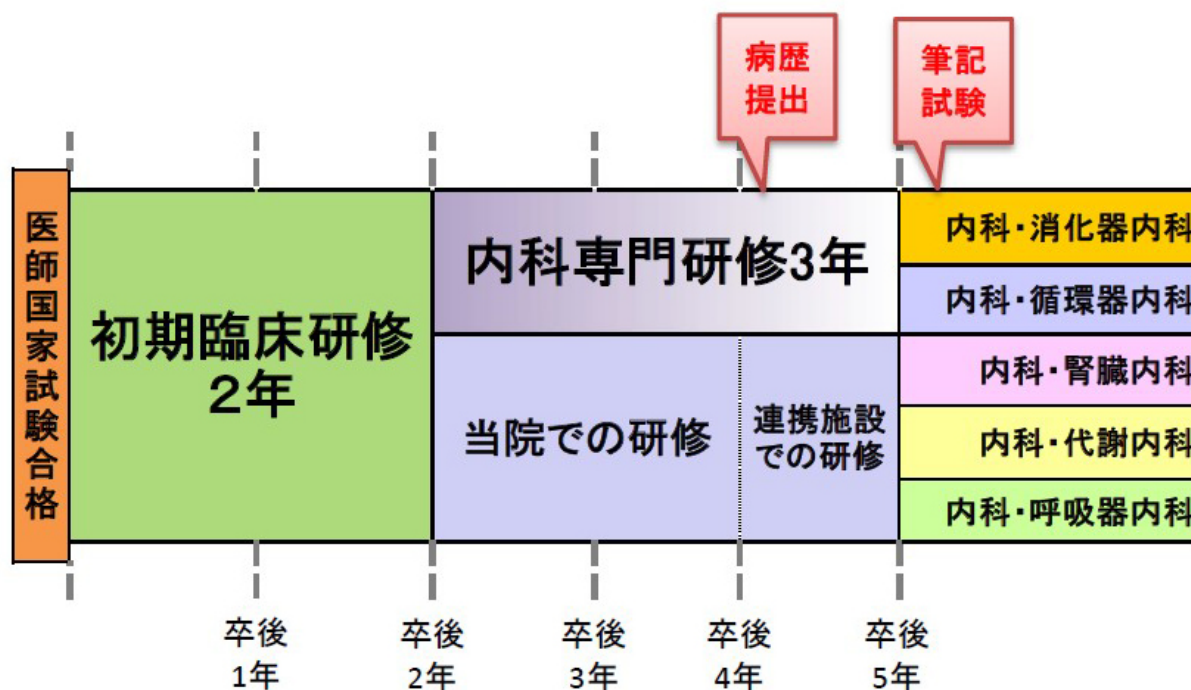 病歴
提出
筆記
試験
医師国家試験合格
初期臨床研修
２年
内科専門研修3年
当院での研修
連携施設
での研修
内科・消化器内科
内科・循環器内科
内科・腎臓内科
内科・代謝内科
内科・呼吸器内科
卒後
1年
卒後
2年
卒後
3年
卒後
4年
卒後
5年